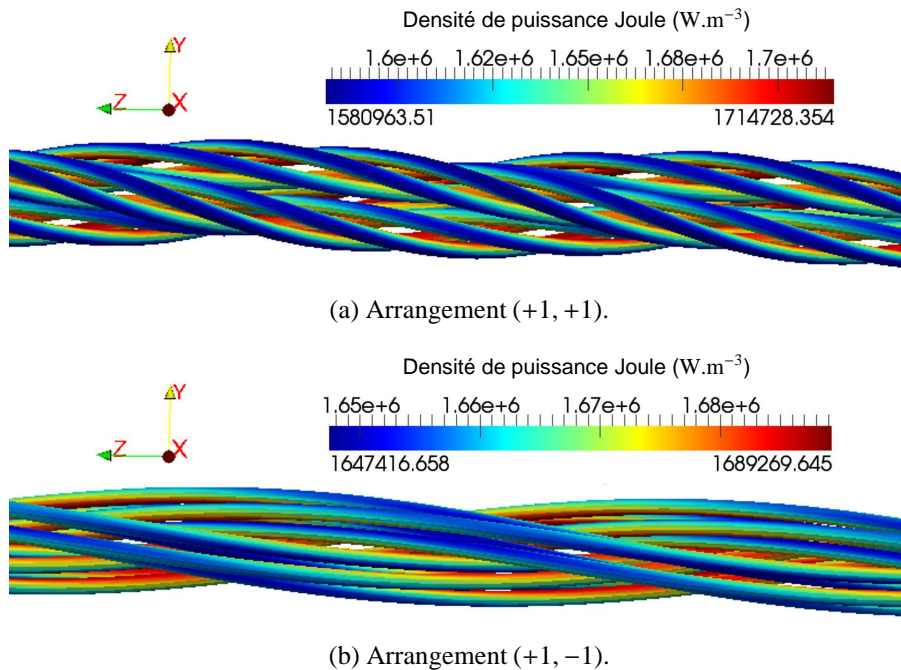 Densité de puissance Joule (W.m⁻³)
1.6e+6 1.62e+6 1.65e+6 1.68e+6 1.7e+6
1580963.51 1714728.354
Y
Z X
(a) Arrangement (+1, +1).
Densité de puissance Joule (W.m⁻³)
1.65e+6 1.66e+6 1.67e+6 1.68e+6
1647416.658 1689269.645
Y
Z X
(b) Arrangement (+1, −1).